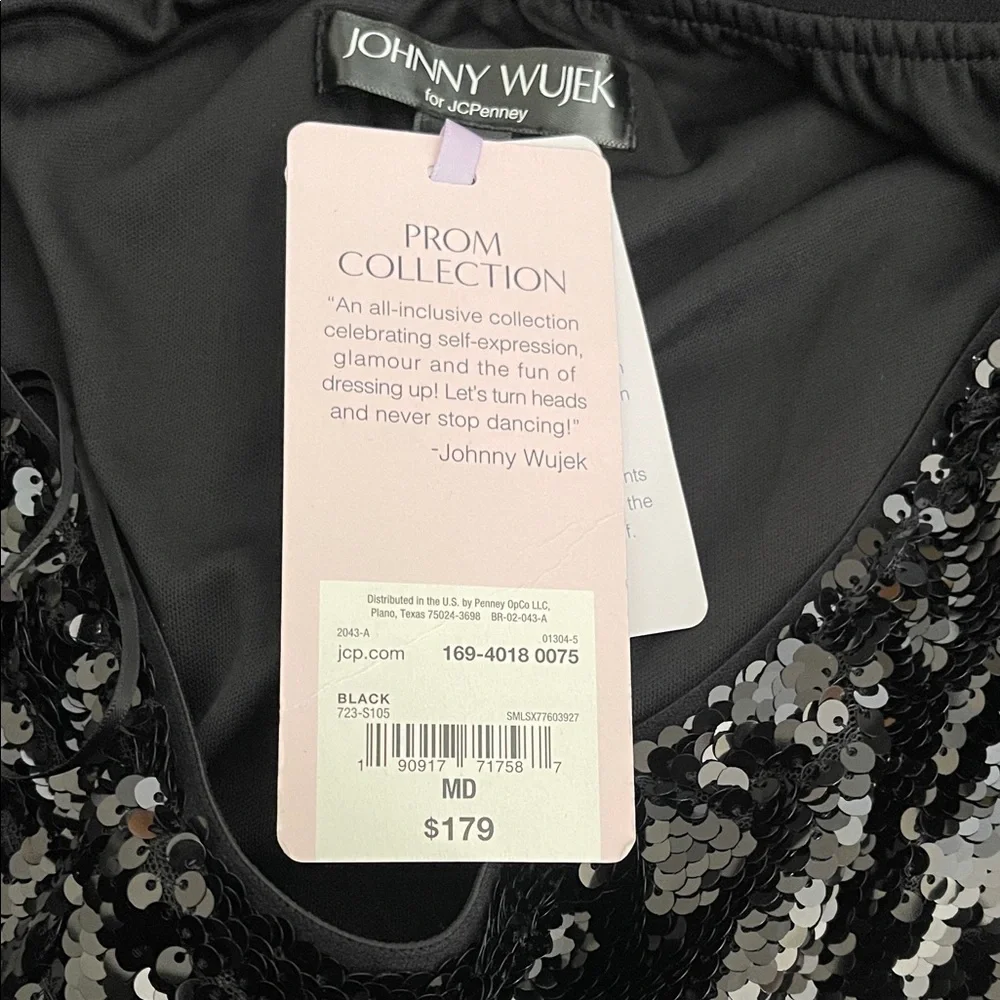 JOHNNY WUJEK
for JCPenney
PROM
COLLECTION
"An all-inclusive collection
celebrating self-expression,
glamour and the fun of
dressing up! Let's turn heads
and never stop dancing!"
-Johnny Wujek
nts
the
f.
Distributed in the U.S. by Penney OpCo LLC,
Plano, Texas 75024-3698 BR-02-043-A
2043-A 01304-5
jcp.com 169-4018 0075
BLACK
723-S105 SMLSX77603927
1 90917 71758 7
MD
$179